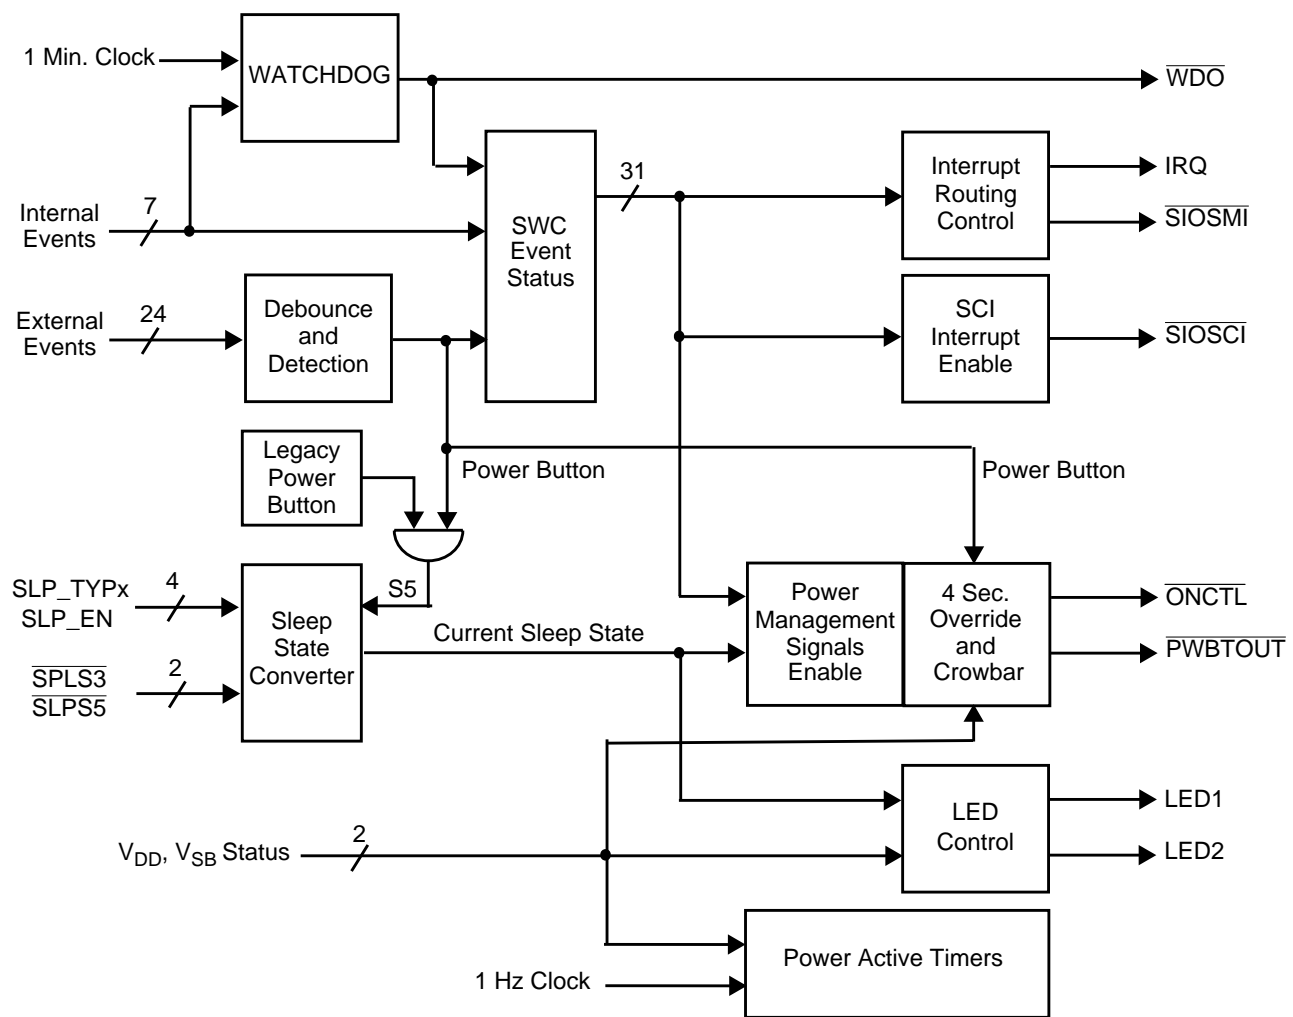 1 Min. Clock
WATCHDOG
WDO
Internal
Events
7
SWC
Event
Status
31
Interrupt
Routing
Control
IRQ
SIOSMI
External
Events
24
Debounce
and
Detection
SCI
Interrupt
Enable
SIOSCI
Legacy
Power
Button
Power Button
Power Button
SLP_TYPx
SLP_EN
4
S5
Sleep
State
Converter
Current Sleep State
Power
Management
Signals
Enable
4 Sec.
Override
and
Crowbar
ONCTL
PWBTOUT
SPLS3
SLPS5
2
VDD, VSB Status
2
LED
Control
LED1
LED2
Power Active Timers
1 Hz Clock